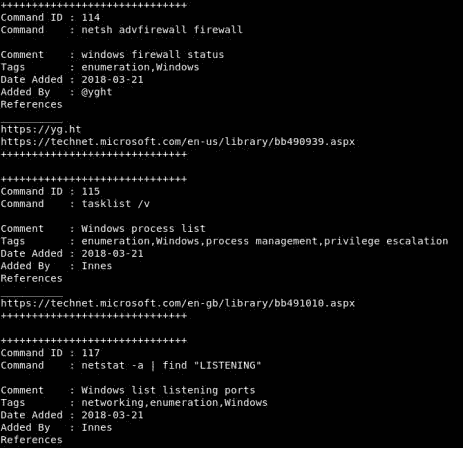 ++++++++++++++++++++++++++++++
Command ID : 114
Command    : netsh advfirewall firewall
Comment    : windows firewall status
Tags       : enumeration,Windows
Date Added : 2018-03-21
Added By   : @yght
References
__________
https://yg.ht
https://technet.microsoft.com/en-us/library/bb490939.aspx
++++++++++++++++++++++++++++++
++++++++++++++++++++++++++++++
Command ID : 115
Command    : tasklist /v
Comment    : Windows process list
Tags       : enumeration,Windows,process management,privilege escalation
Date Added : 2018-03-21
Added By   : Innes
References
__________
https://technet.microsoft.com/en-gb/library/bb491010.aspx
++++++++++++++++++++++++++++++
++++++++++++++++++++++++++++++
Command ID : 117
Command    : netstat -a | find "LISTENING"
Comment    : Windows list listening ports
Tags       : networking,enumeration,Windows
Date Added : 2018-03-21
Added By   : Innes
References